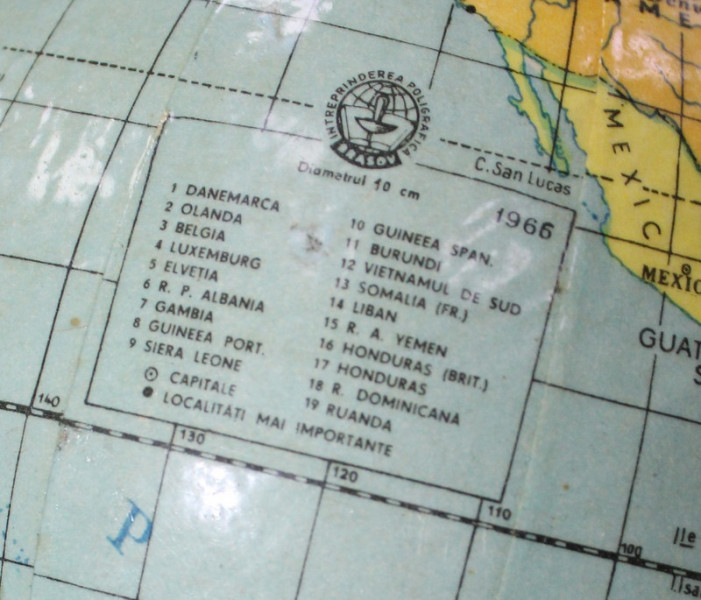 ÎNTREPRINDEREA POLIGRAFICĂ
BRAȘOV
Diametrul 10 cm
1966
1 DANEMARCA
2 OLANDA
3 BELGIA
4 LUXEMBURG
5 ELVEȚIA
6 R. P. ALBANIA
7 GAMBIA
8 GUINEEA PORT.
9 SIERA LEONE
CAPITALE
LOCALITĂȚI MAI IMPORTANTE
10 GUINEEA SPAN.
11 BURUNDI
12 VIETNAMUL DE SUD
13 SOMALIA (FR.)
14 LIBAN
15 R. A. YEMEN
16 HONDURAS (BRIT.)
17 HONDURAS
18 R. DOMINICANA
19 RUANDA
C. San Lucas
MEXIC
MEXIC
GUAT
S
140
130
120
110
100
P
Ile